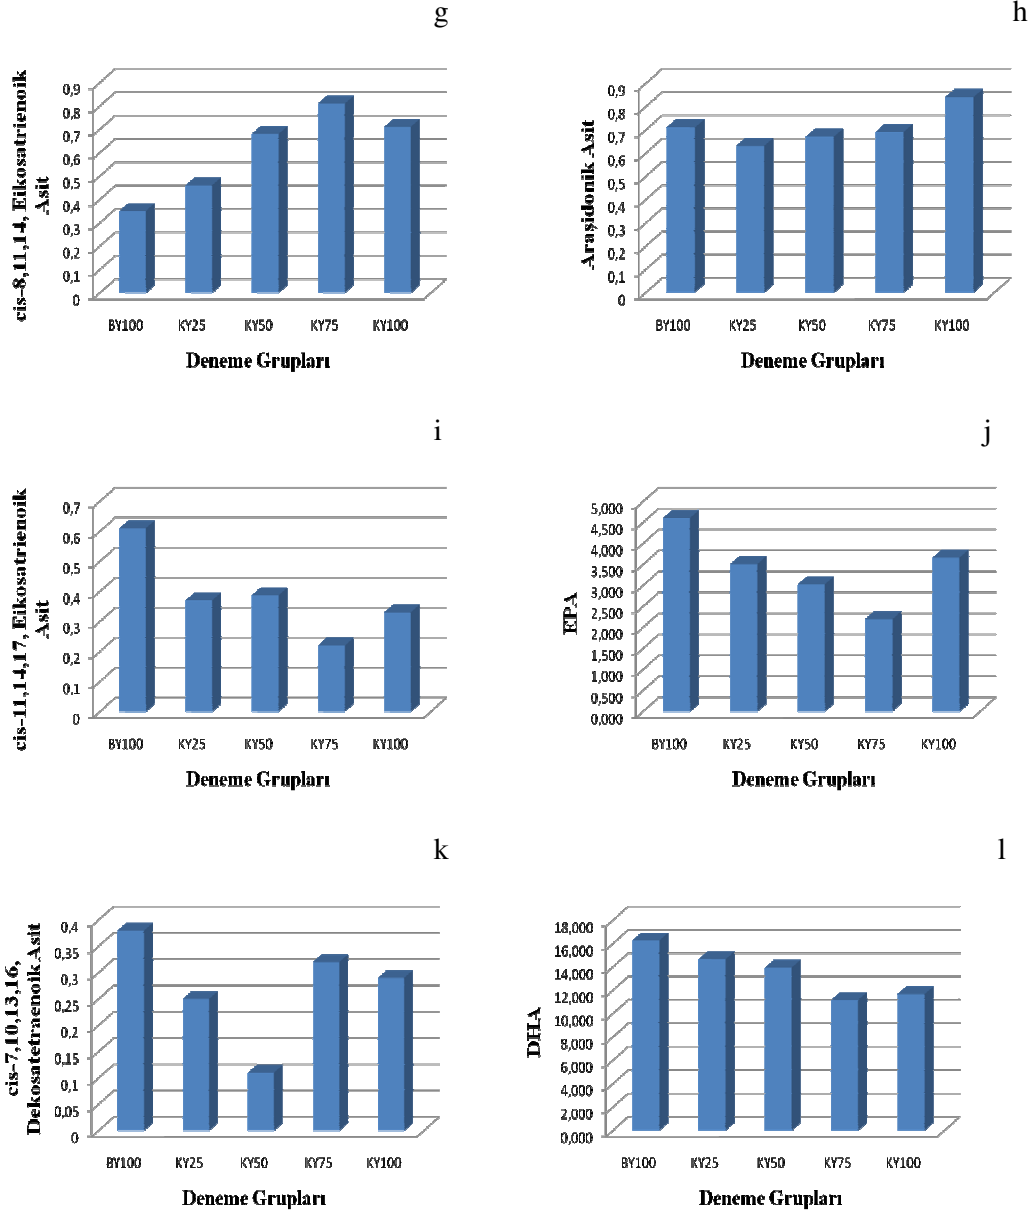 g
cis-8,11,14, Eikosatrienoik
Asit
0,9
0,8
0,7
0,6
0,5
0,4
0,3
0,2
0,1
0
BY100 KY25 KY50 KY75 KY100
Deneme Grupları
h
Araşidonik Asit
0,9
0,8
0,7
0,6
0,5
0,4
0,3
0,2
0,1
0
BY100 KY25 KY50 KY75 KY100
Deneme Grupları
i
cis-11,14,17, Eikosatrienoik
Asit
0,7
0,6
0,5
0,4
0,3
0,2
0,1
0
BY100 KY25 KY50 KY75 KY100
Deneme Grupları
j
EPA
5,000
4,500
4,000
3,500
3,000
2,500
2,000
1,500
1,000
0,500
0,000
BY100 KY25 KY50 KY75 KY100
Deneme Grupları
k
cis-7,10,13,16,
Dekosatetraenoik Asit
0,4
0,35
0,3
0,25
0,2
0,15
0,1
0,05
0
BY100 KY25 KY50 KY75 KY100
Deneme Grupları
l
DHA
18,000
16,000
14,000
12,000
10,000
8,000
6,000
4,000
2,000
0,000
BY100 KY25 KY50 KY75 KY100
Deneme Grupları